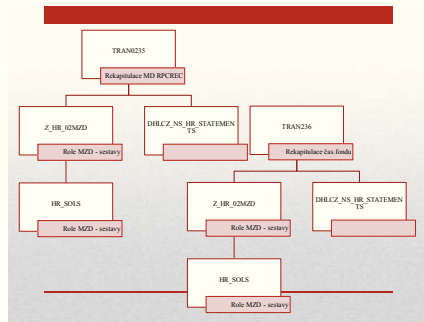 TRAN0235
Rekapitulace MD RPCREC
Z_HR_02MZD
Role MZD - sestavy
DHLCZ_NS_HR_STATEMEN
TS
TRAN236
Rekapitulace čas.fondu
HR_SOLS
Role MZD - sestavy
Z_HR_02MZD
Role MZD - sestavy
DHLCZ_NS_HR_STATEMEN
TS
HR_SOLS
Role MZD - sestavy